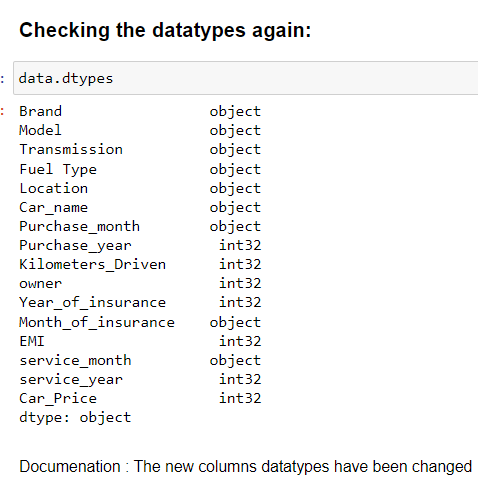 Checking the datatypes again:
: data.dtypes
: Brand object
Model object
Transmission object
Fuel Type object
Location object
Car_name object
Purchase_month object
Purchase_year int32
Kilometers_Driven int32
owner int32
Year_of_insurance int32
Month_of_insurance object
EMI int32
service_month object
service_year int32
Car_Price int32
dtype: object
Documenation : The new columns datatypes have been changed